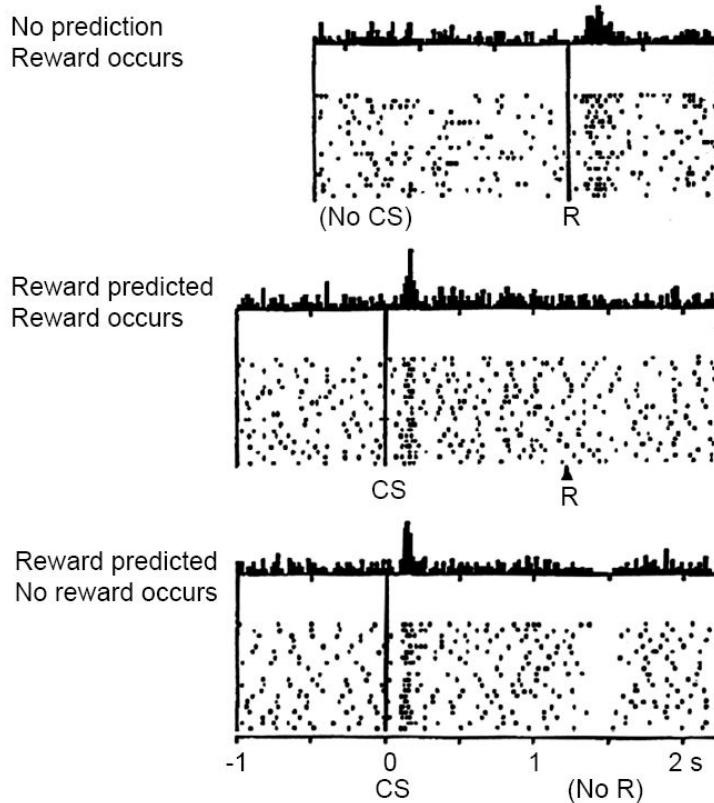 No prediction
Reward occurs
(No CS)
R
Reward predicted
Reward occurs
CS
R
Reward predicted
No reward occurs
-1
0
1
2 s
CS
(No R)